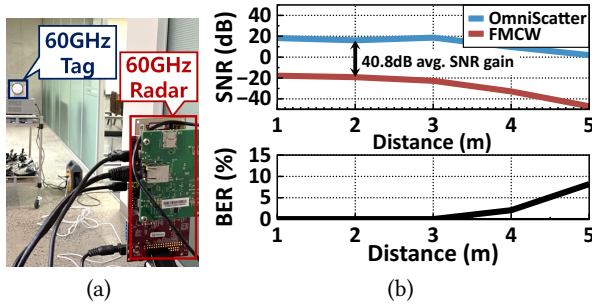 60GHz
Tag
60GHz
Radar
(a)
SNR (dB)
40
20
0
−20
−40
OmniScatter
FMCW
40.8dB avg. SNR gain
1 2 3 4 5
Distance (m)
BER (%)
15
10
5
0
1 2 3 4 5
Distance (m)
(b)